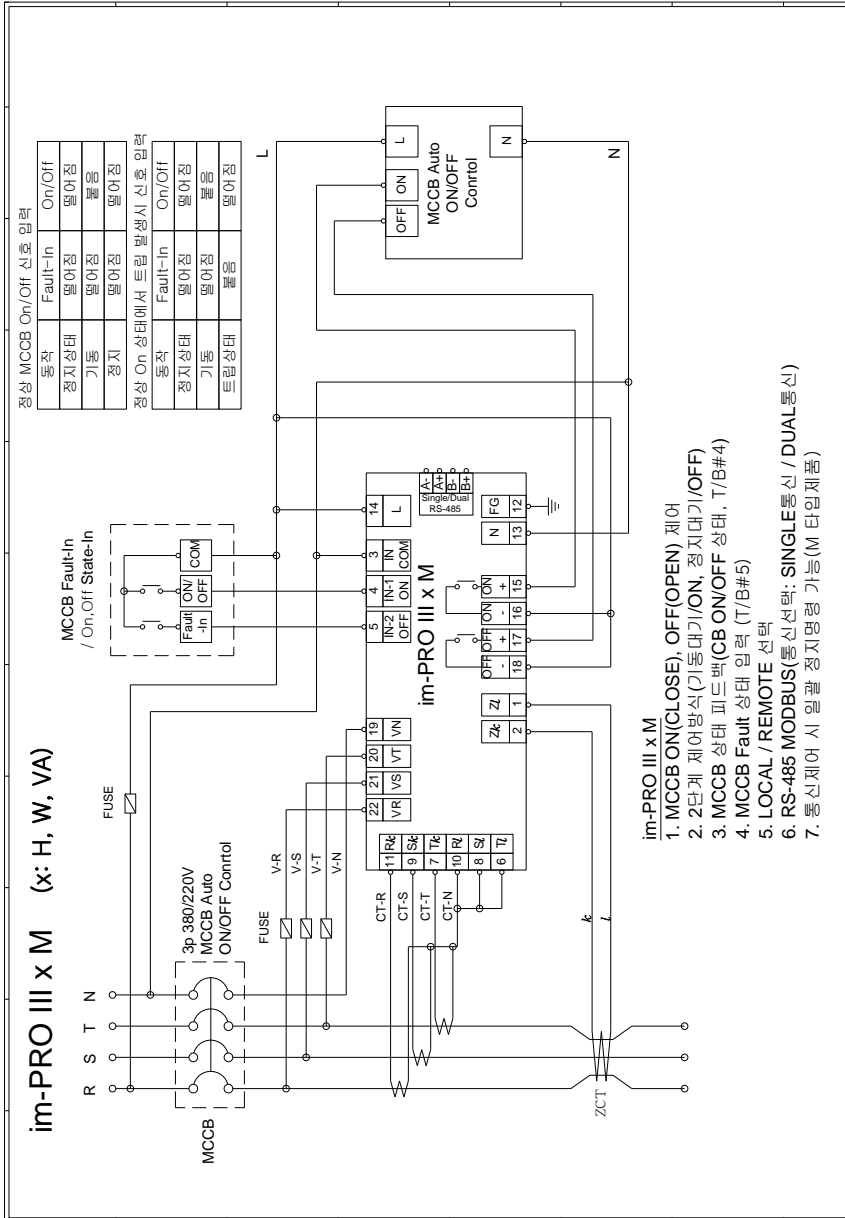 im-PRO III x M (x: H, W, VA)
R
S
T
N
MCCB
3p 380/220V
MCCB Auto
ON/OFF Conrtol
FUSE
FUSE
V-R
V-S
V-T
V-N
CT-R
CT-S
CT-T
CT-N
ZCT
k
l
MCCB Fault-In
/ On,Off State-In
Fault
-In
ON/
OFF
COM
정상 MCCB On/Off 신호 입력
동작 Fault-In On/Off
정지상태 떨어짐 떨어짐
기동 떨어짐 붙음
정지 떨어짐 떨어짐
정상 On 상태에서 트립 발생시 신호 입력
동작 Fault-In On/Off
정지상태 떨어짐 떨어짐
기동 떨어짐 붙음
트립상태 붙음 떨어짐
L
N
OFF
ON
L
MCCB Auto
ON/OFF
Conrtol
N
im-PRO III x M
22 VR
21 VS
20 VT
19 VN
5 IN-2 OFF
4 IN-1 ON
3 IN COM
14 L
11 Rk
9 Sk
7 Tk
10 Rl
8 Sl
6 Tl
Zk 2
Zl 1
OFF - 18
OFF + 17
ON - 16
ON + 15
N 13
FG 12
Single/Dual
RS-485
A-
A+
B-
B+
im-PRO III x M
1. MCCB ON(CLOSE), OFF(OPEN) 제어
2. 2단계 제어방식(기동대기/ON, 정지대기/OFF)
3. MCCB 상태 피드백(CB ON/OFF 상태, T/B#4)
4. MCCB Fault 상태 입력 (T/B#5)
5. LOCAL / REMOTE 선택
6. RS-485 MODBUS(통신선택: SINGLE통신 / DUAL통신)
7. 통신제어 시 일괄 정지명령 가능(M 타입제품)